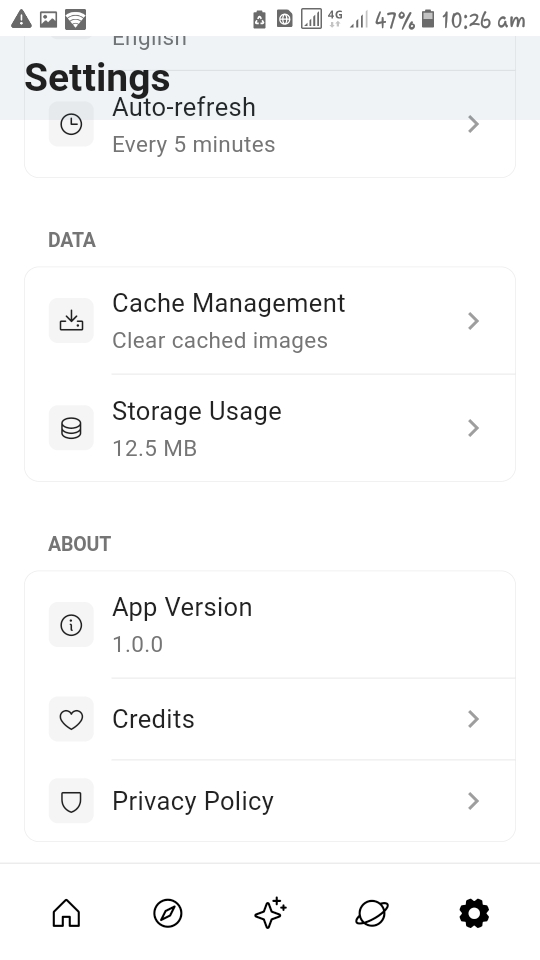 4G 47% 10:26 am
English
Settings
Auto-refresh
Every 5 minutes
DATA
Cache Management
Clear cached images
Storage Usage
12.5 MB
ABOUT
App Version
1.0.0
Credits
Privacy Policy